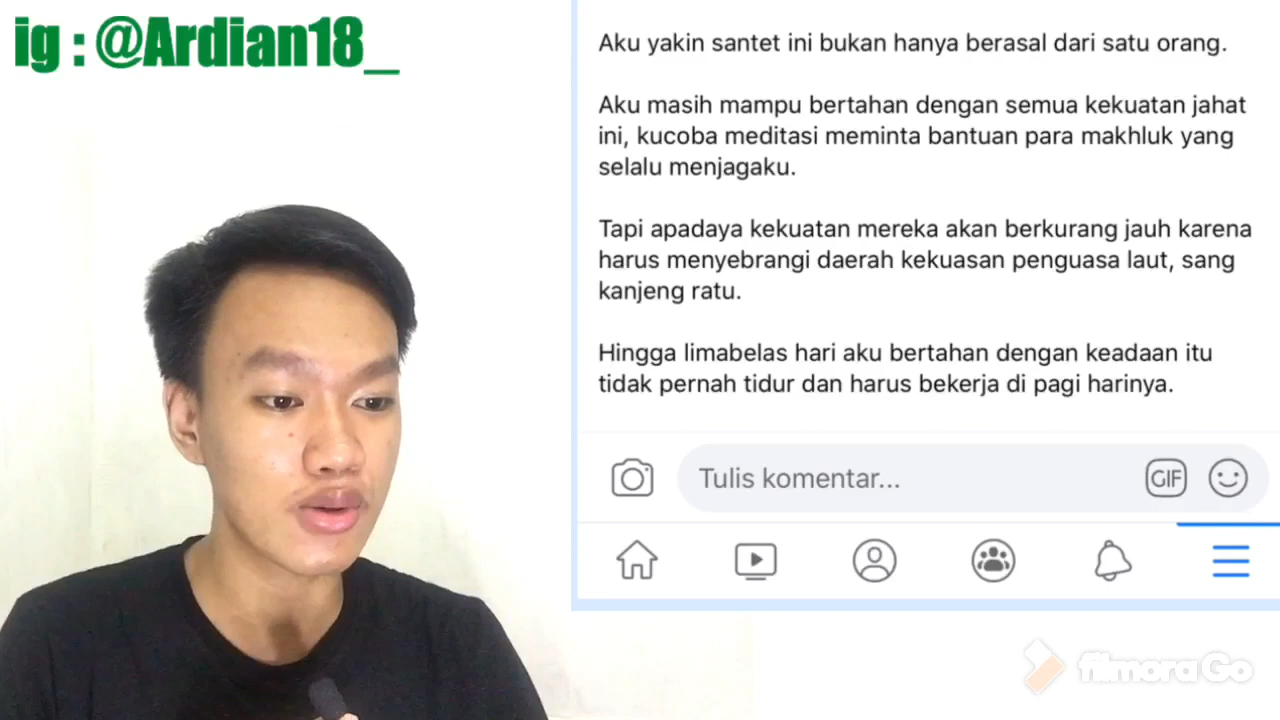 ig : @Ardian18_
Aku yakin santet ini bukan hanya berasal dari satu orang.
Aku masih mampu bertahan dengan semua kekuatan jahat
ini, kucoba meditasi meminta bantuan para makhluk yang
selalu menjagaku.
Tapi apadaya kekuatan mereka akan berkurang jauh karena
harus menyebrangi daerah kekuasan penguasa laut, sang
kanjeng ratu.
Hingga limabelas hari aku bertahan dengan keadaan itu
tidak pernah tidur dan harus bekerja di pagi harinya.
Tulis komentar...
GIF
filmora Go